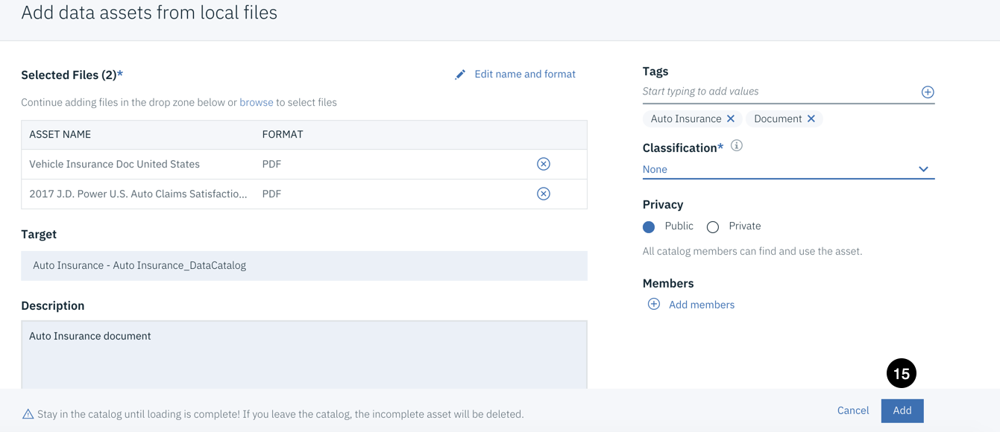 Add data assets from local files
Selected Files (2)*
Edit name and format
Continue adding files in the drop zone below or browse to select files
ASSET NAME FORMAT
Vehicle Insurance Doc United States PDF
2017 J.D. Power U.S. Auto Claims Satisfactio... PDF
Target
Auto Insurance - Auto Insurance_DataCatalog
Description
Auto Insurance document
Tags
Start typing to add values
Auto Insurance Document
Classification*
None
Privacy
Public Private
All catalog members can find and use the asset.
Members
Add members
15
Stay in the catalog until loading is complete! If you leave the catalog, the incomplete asset will be deleted.
Cancel Add